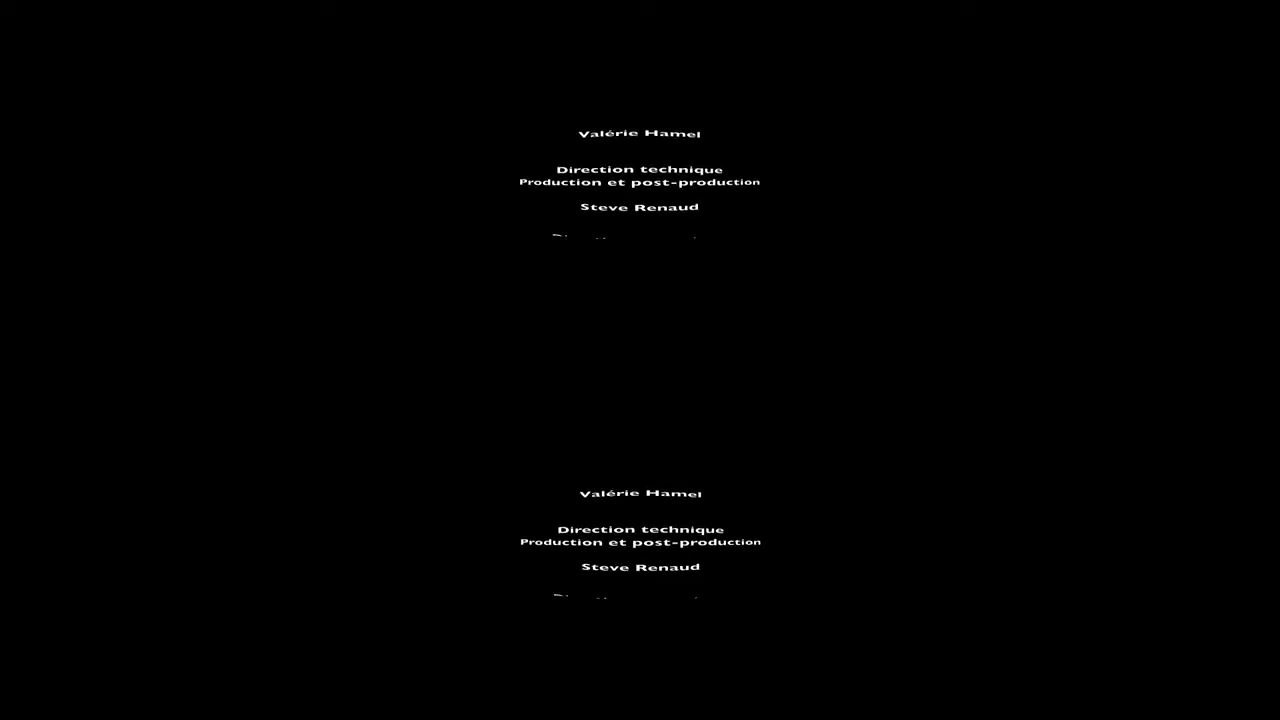 Valérie Hamel
Direction technique
Production et post-production
Steve Renaud
Valérie Hamel
Direction technique
Production et post-production
Steve Renaud